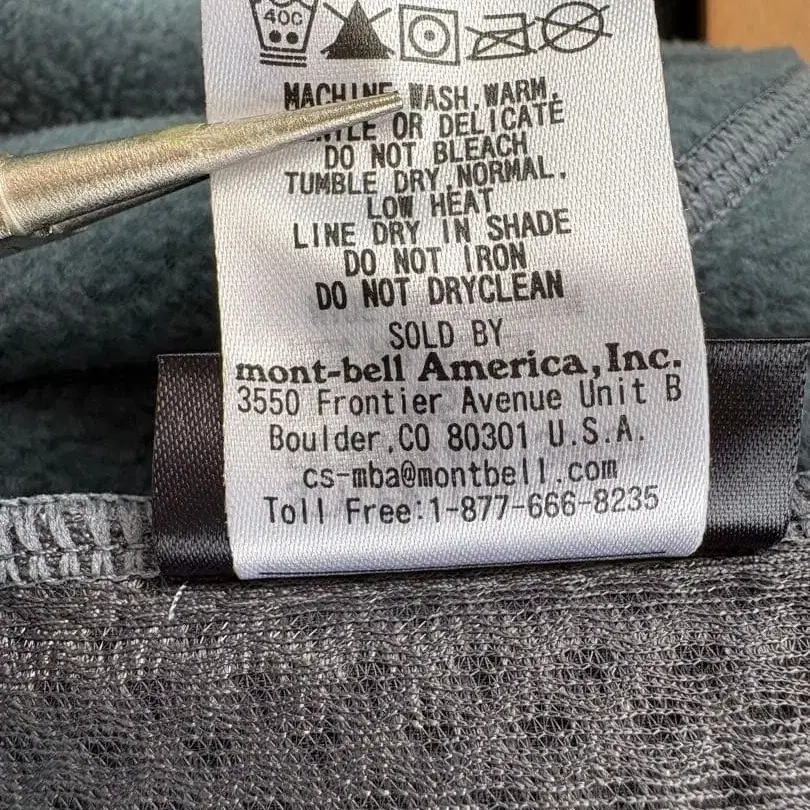 40C
MACHINE WASH,WARM,
OR DELICATE
DO NOT BLEACH
TUMBLE DRY,NORMAL.
LOW HEAT
LINE DRY IN SHADE
DO NOT IRON
DO NOT DRYCLEAN
SOLD BY
mont-bell America,Inc.
3550 Frontier Avenue Unit B
Boulder,CO 80301 U.S.A.
cs-mba@montbell.com
Toll Free:1-877-666-8235